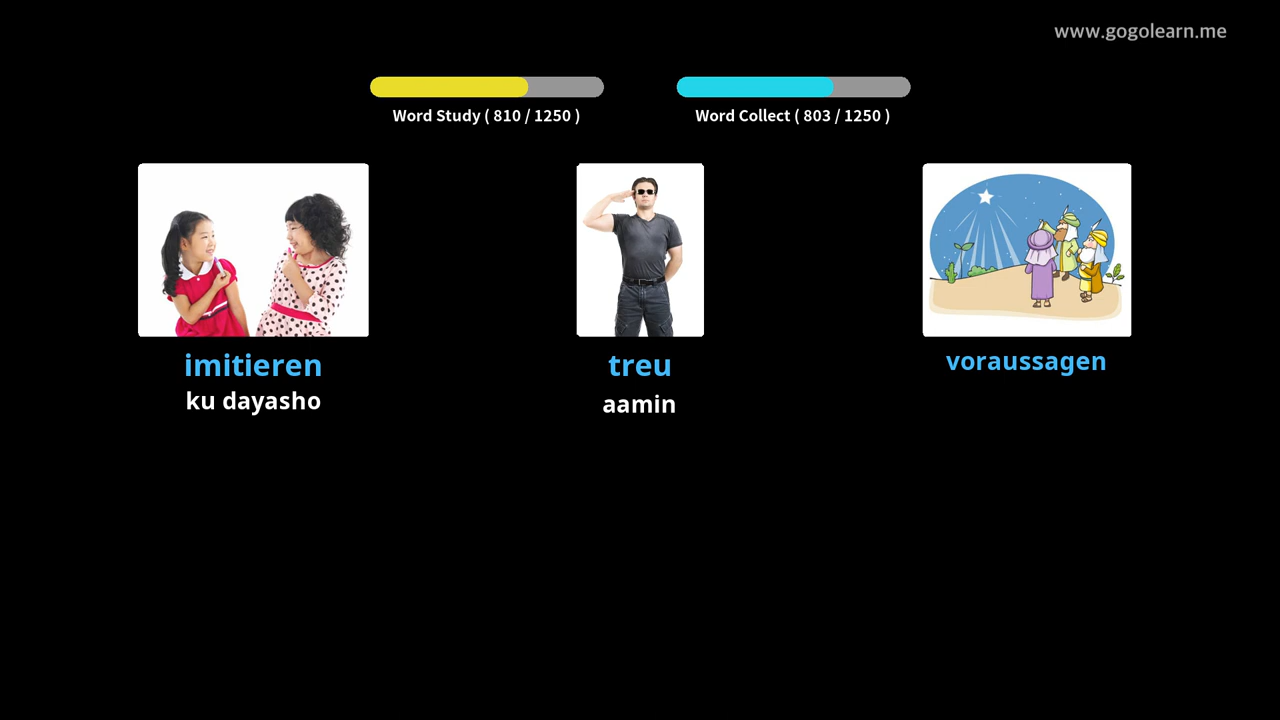 www.gogolearn.me
Word Study ( 810 / 1250 )
Word Collect ( 803 / 1250 )
imitieren
ku dayasho
treu
aamin
voraussagen